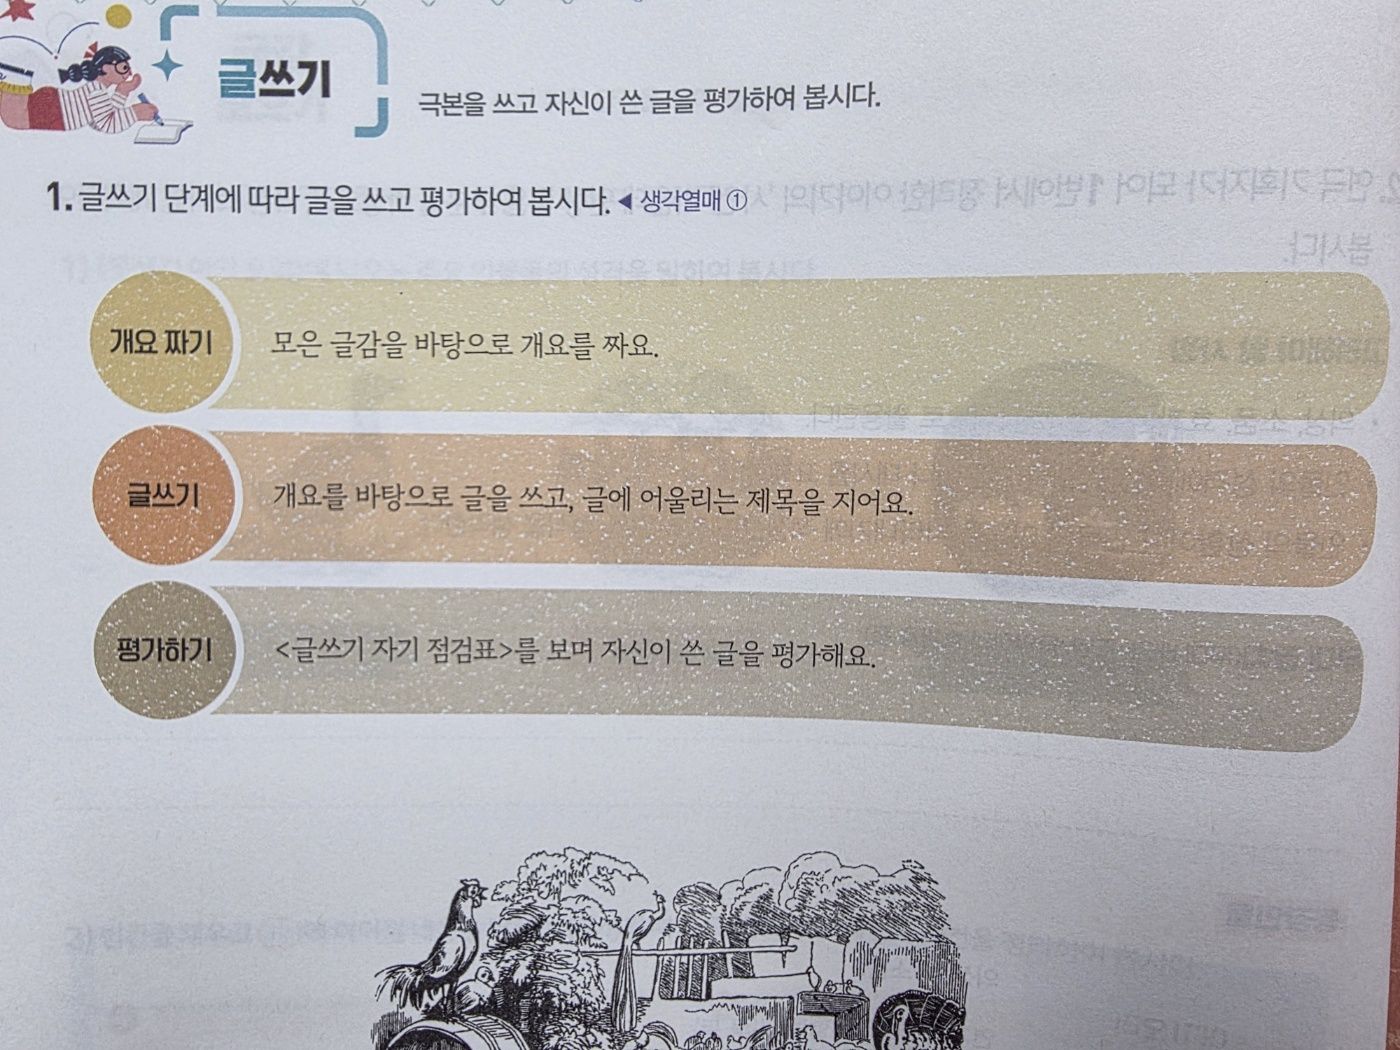 글쓰기
극본을 쓰고 자신이 쓴 글을 평가하여 봅시다.
1. 글쓰기 단계에 따라 글을 쓰고 평가하여 봅시다. ◀ 생각열매 ①
개요 짜기
모은 글감을 바탕으로 개요를 짜요.
글쓰기
개요를 바탕으로 글을 쓰고, 글에 어울리는 제목을 지어요.
평가하기
<글쓰기 자기 점검표>를 보며 자신이 쓴 글을 평가해요.